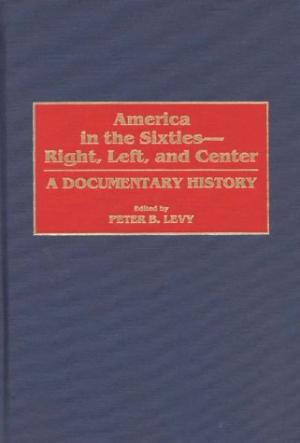 America
in the Sixties—
Right, Left, and Center
A DOCUMENTARY HISTORY
Edited by
PETER B. LEVY